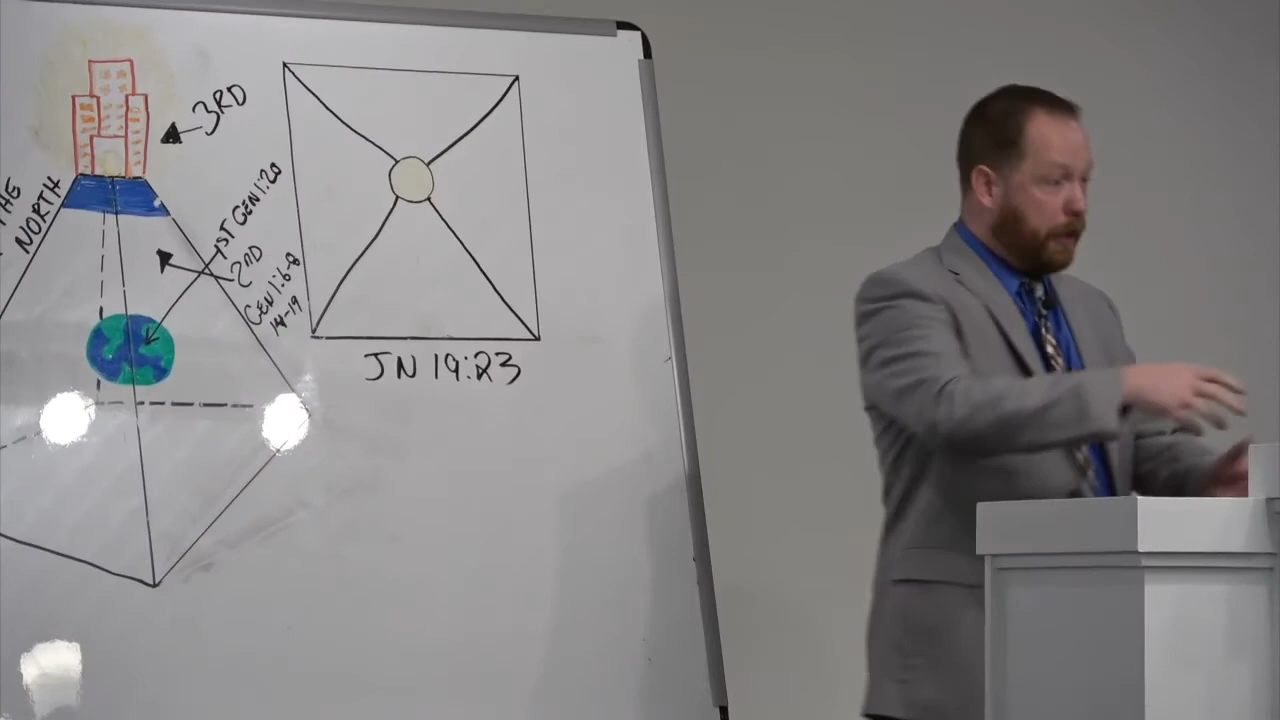 3RD
THE
NORTH
1ST GEN 1:20
2ND
GEN 1:6-8
14-19
JN 19:23